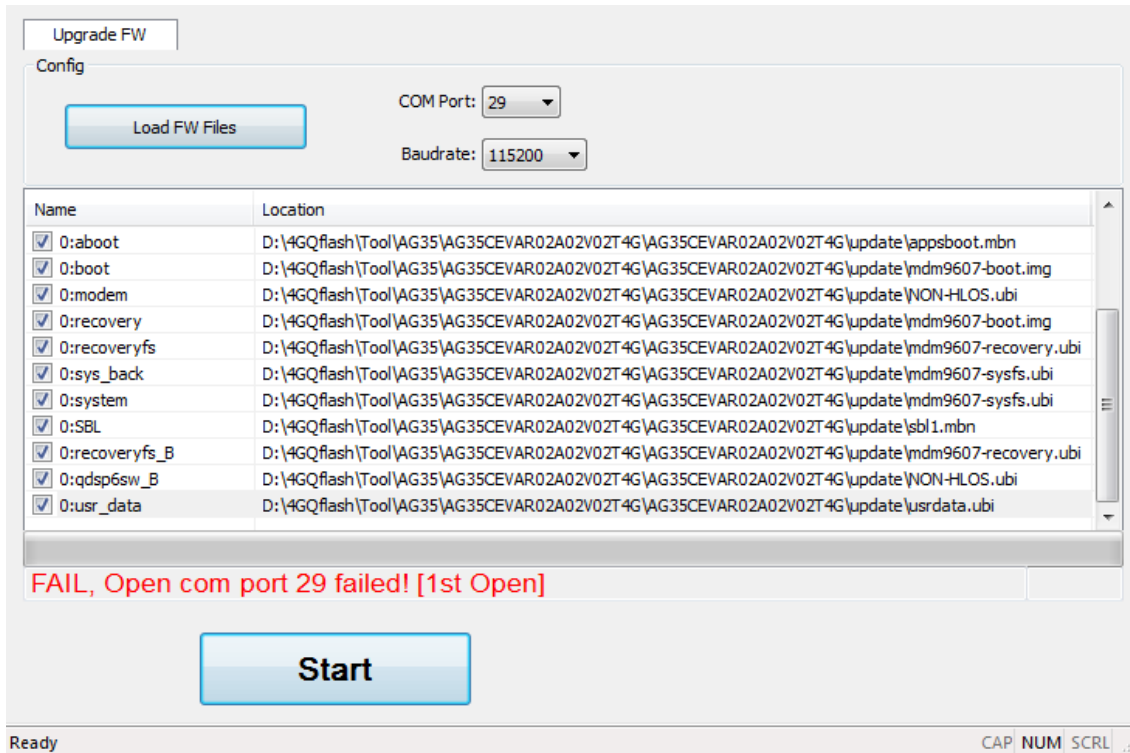 Upgrade FW
Config
Load FW Files
COM Port: 29
Baudrate: 115200
Name Location
0:aboot D:\4GQflash\Tool\AG35\AG35CEVAR02A02V02T4G\AG35CEVAR02A02V02T4G\update\appsboot.mbn
0:boot D:\4GQflash\Tool\AG35\AG35CEVAR02A02V02T4G\AG35CEVAR02A02V02T4G\update\mdm9607-boot.img
0:modem D:\4GQflash\Tool\AG35\AG35CEVAR02A02V02T4G\AG35CEVAR02A02V02T4G\update\NON-HLOS.ubi
0:recovery D:\4GQflash\Tool\AG35\AG35CEVAR02A02V02T4G\AG35CEVAR02A02V02T4G\update\mdm9607-boot.img
0:recoveryfs D:\4GQflash\Tool\AG35\AG35CEVAR02A02V02T4G\AG35CEVAR02A02V02T4G\update\mdm9607-recovery.ubi
0:sys_back D:\4GQflash\Tool\AG35\AG35CEVAR02A02V02T4G\AG35CEVAR02A02V02T4G\update\mdm9607-sysfs.ubi
0:system D:\4GQflash\Tool\AG35\AG35CEVAR02A02V02T4G\AG35CEVAR02A02V02T4G\update\mdm9607-sysfs.ubi
0:SBL D:\4GQflash\Tool\AG35\AG35CEVAR02A02V02T4G\AG35CEVAR02A02V02T4G\update\sbl1.mbn
0:recoveryfs_B D:\4GQflash\Tool\AG35\AG35CEVAR02A02V02T4G\AG35CEVAR02A02V02T4G\update\mdm9607-recovery.ubi
0:qdsp6sw_B D:\4GQflash\Tool\AG35\AG35CEVAR02A02V02T4G\AG35CEVAR02A02V02T4G\update\NON-HLOS.ubi
0:usr_data D:\4GQflash\Tool\AG35\AG35CEVAR02A02V02T4G\AG35CEVAR02A02V02T4G\update\usrdata.ubi
FAIL, Open com port 29 failed! [1st Open]
Start
Ready CAP NUM SCRL